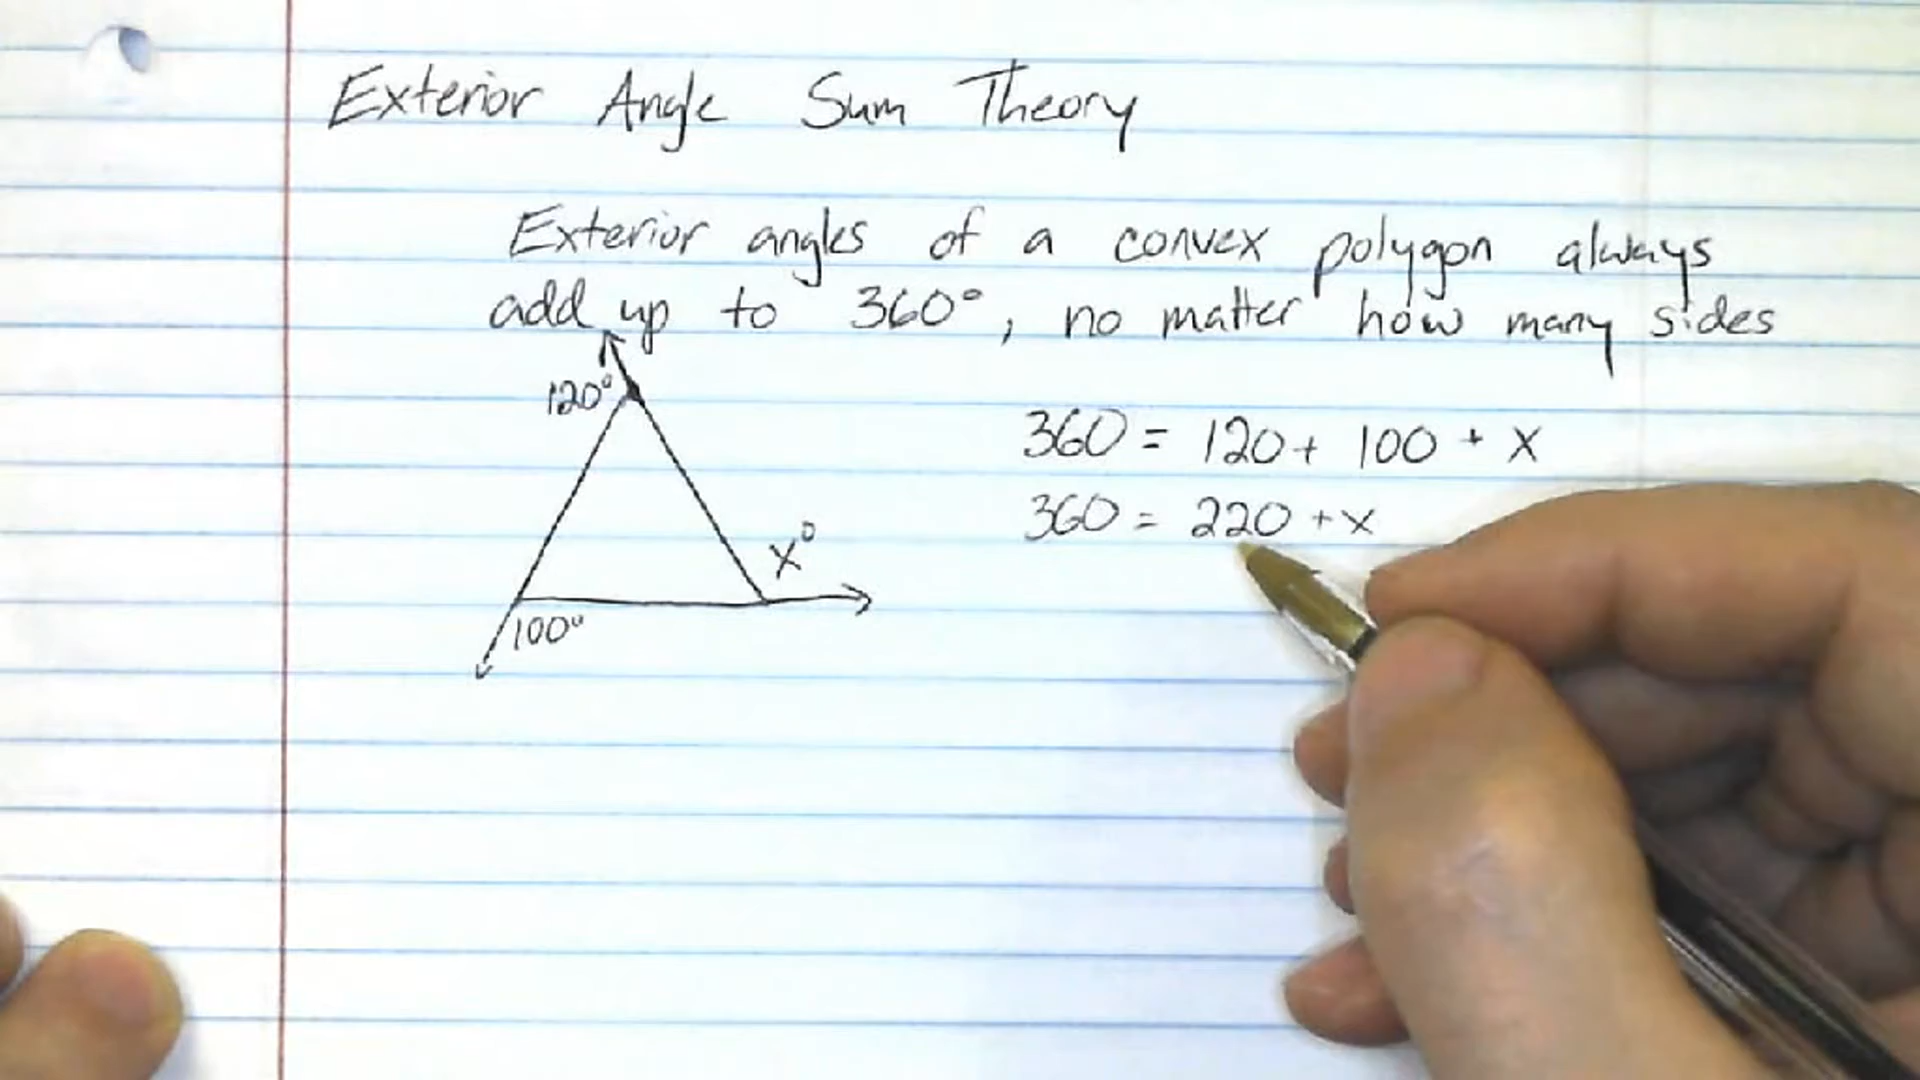 Exterior Angle Sum Theory
Exterior angles of a convex polygon always
add up to 360°, no matter how many sides
120°
360 = 120 + 100 + x
360 = 220 + x
x°
100°